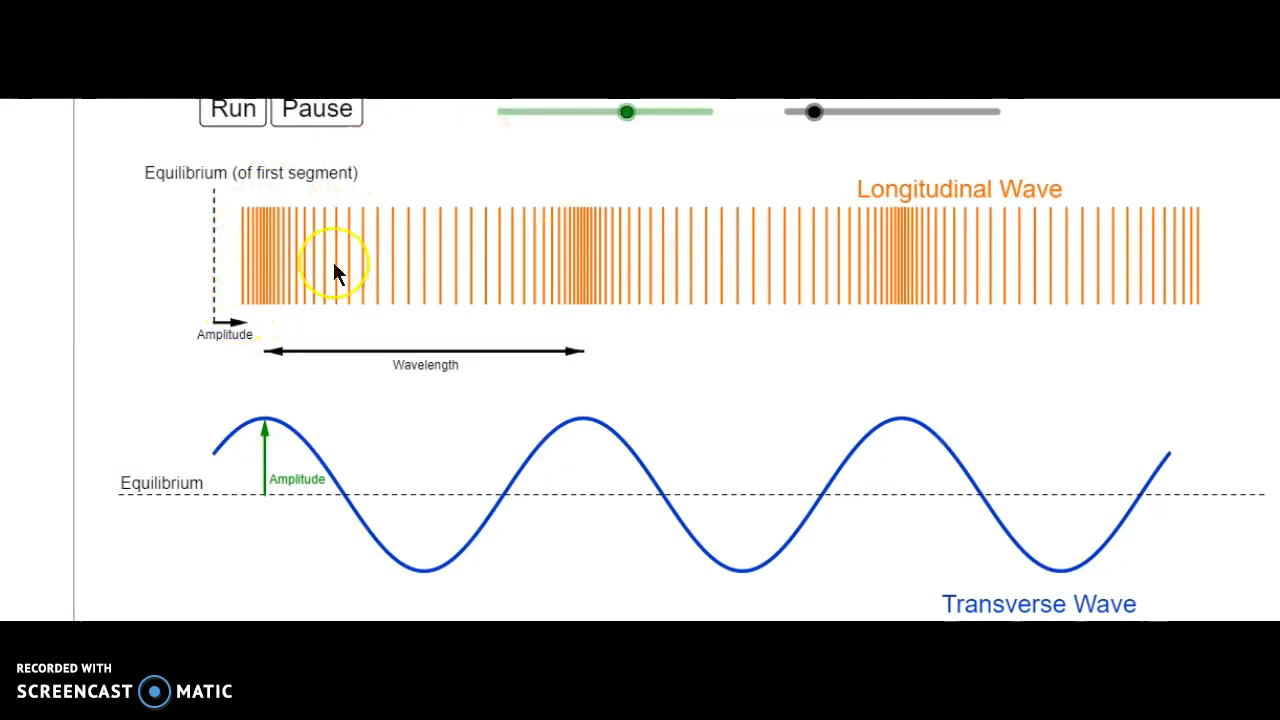 Run Pause
Equilibrium (of first segment)
Longitudinal Wave
Amplitude
Wavelength
Amplitude
Equilibrium
Transverse Wave
RECORDED WITH
SCREENCAST MATIC